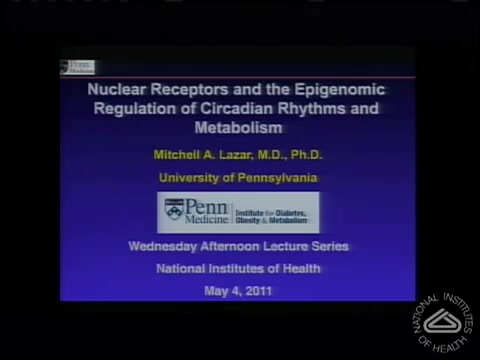 Penn
Medicine
Nuclear Receptors and the Epigenomic
Regulation of Circadian Rhythms and
Metabolism
Mitchell A. Lazar, M.D., Ph.D.
University of Pennsylvania
Penn
Medicine
Institute for Diabetes,
Obesity & Metabolism
Wednesday Afternoon Lecture Series
National Institutes of Health
May 4, 2011
NATIONAL INSTITUTES
OF HEALTH